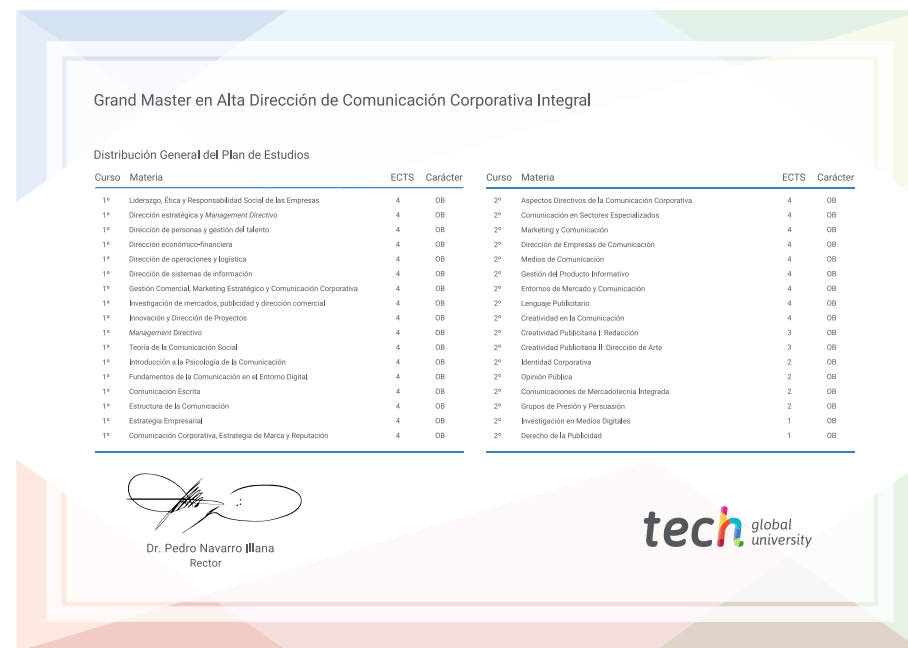 Grand Master en Alta Dirección de Comunicación Corporativa Integral
Distribución General del Plan de Estudios
Curso Materia ECTS Carácter
1º Liderazgo, Ética y Responsabilidad Social de las Empresas 4 OB
1º Dirección estratégica y Management Directivo 4 OB
1º Dirección de personas y gestión del talento 4 OB
1º Dirección económico-financiera 4 OB
1º Dirección de operaciones y logística 4 OB
1º Dirección de sistemas de información 4 OB
1º Gestión Comercial, Marketing Estratégico y Comunicación Corporativa 4 OB
1º Investigación de mercados, publicidad y dirección comercial 4 OB
1º Innovación y Dirección de Proyectos 4 OB
1º Management Directivo 4 OB
1º Teoría de la Comunicación Social 4 OB
1º Introducción a la Psicología de la Comunicación 4 OB
1º Fundamentos de la Comunicación en el Entorno Digital 4 OB
1º Comunicación Escrita 4 OB
1º Estructura de la Comunicación 4 OB
1º Estrategia Empresarial 4 OB
1º Comunicación Corporativa, Estrategia de Marca y Reputación 4 OB
Curso Materia ECTS Carácter
2º Aspectos Directivos de la Comunicación Corporativa 4 OB
2º Comunicación en Sectores Especializados 4 OB
2º Marketing y Comunicación 4 OB
2º Dirección de Empresas de Comunicación 4 OB
2º Medios de Comunicación 4 OB
2º Gestión del Producto Informativo 4 OB
2º Entornos de Mercado y Comunicación 4 OB
2º Lenguaje Publicitario 4 OB
2º Creatividad en la Comunicación 4 OB
2º Creatividad Publicitaria I: Redacción 3 OB
2º Creatividad Publicitaria II: Dirección de Arte 3 OB
2º Identidad Corporativa 2 OB
2º Opinión Pública 2 OB
2º Comunicaciones de Mercadotecnia Integrada 2 OB
2º Grupos de Presión y Persuasión 2 OB
2º Investigación en Medios Digitales 1 OB
2º Derecho de la Publicidad 1 OB
Dr. Pedro Navarro Illana
Rector
tech global university